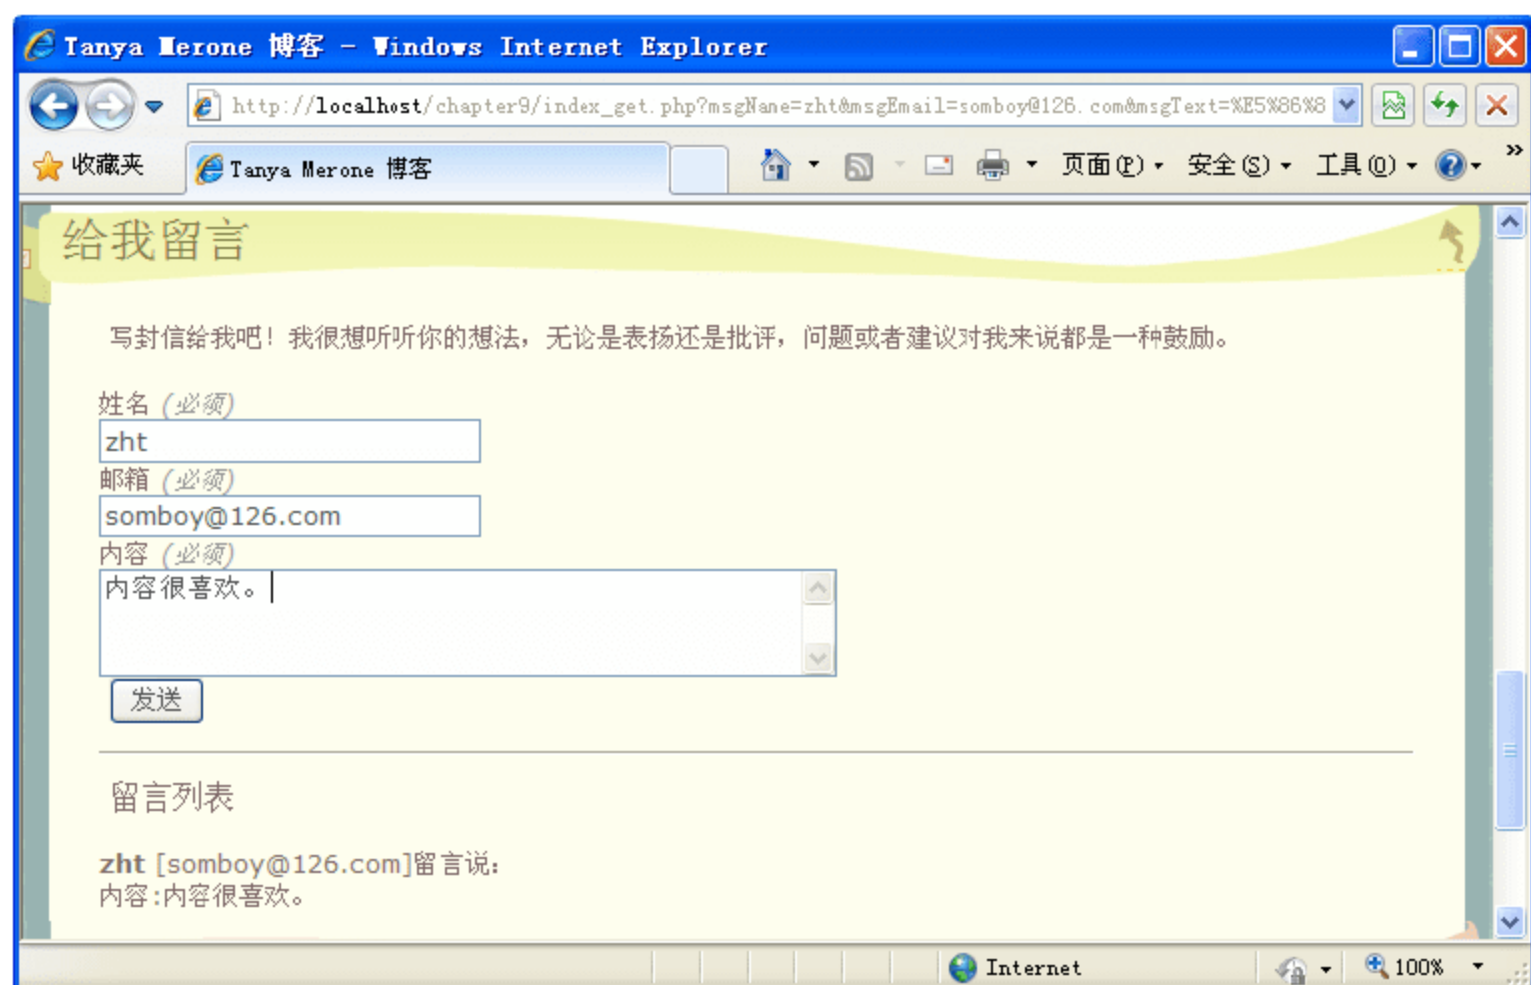 Tanya Merone 博客 - Windows Internet Explorer
http://localhost/chapter9/index_get.php?msgName=zht&msgEmail=somboy@126.com&msgText=%E5%86%8
收藏夹 Tanya Merone 博客 页面(P) 安全(S) 工具(O) »
给我留言
写封信给我吧！我很想听听你的想法，无论是表扬还是批评，问题或者建议对我来说都是一种鼓励。
姓名 (必须)
zht
邮箱 (必须)
somboy@126.com
内容 (必须)
内容很喜欢。
发送
留言列表
zht [somboy@126.com]留言说：
内容:内容很喜欢。
Internet 100%